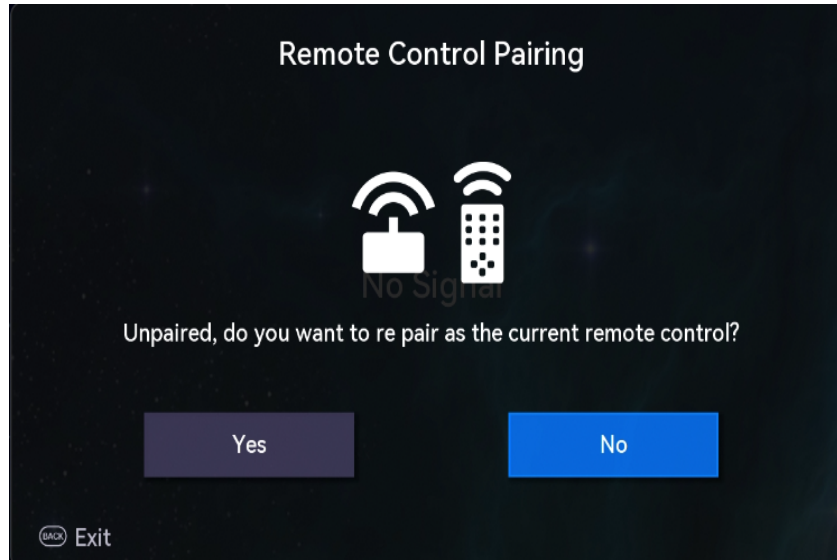 Remote Control Pairing
No Signal
Unpaired, do you want to re pair as the current remote control?
Yes
No
BACK Exit